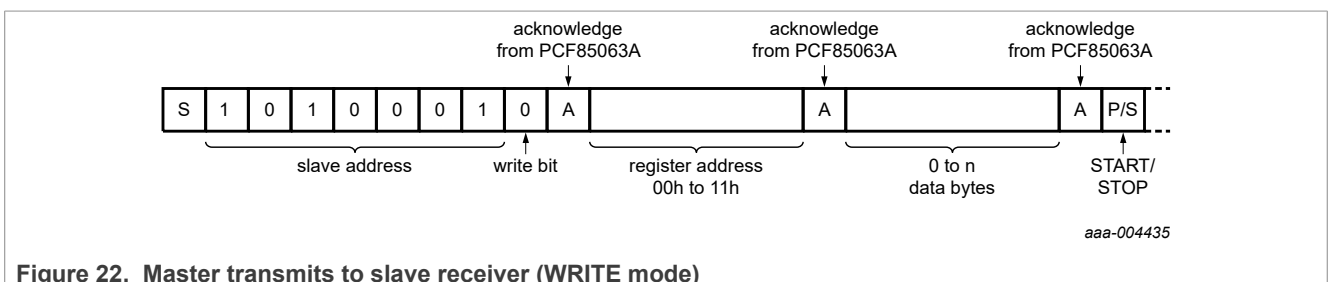 acknowledge acknowledge acknowledge
from PCF85063A from PCF85063A from PCF85063A
S 1 0 1 0 0 0 1 0 A A A P/S
slave address write bit register address 0 to n START/
00h to 11h data bytes STOP
aaa-004435
Figure 22. Master transmits to slave receiver (WRITE mode)